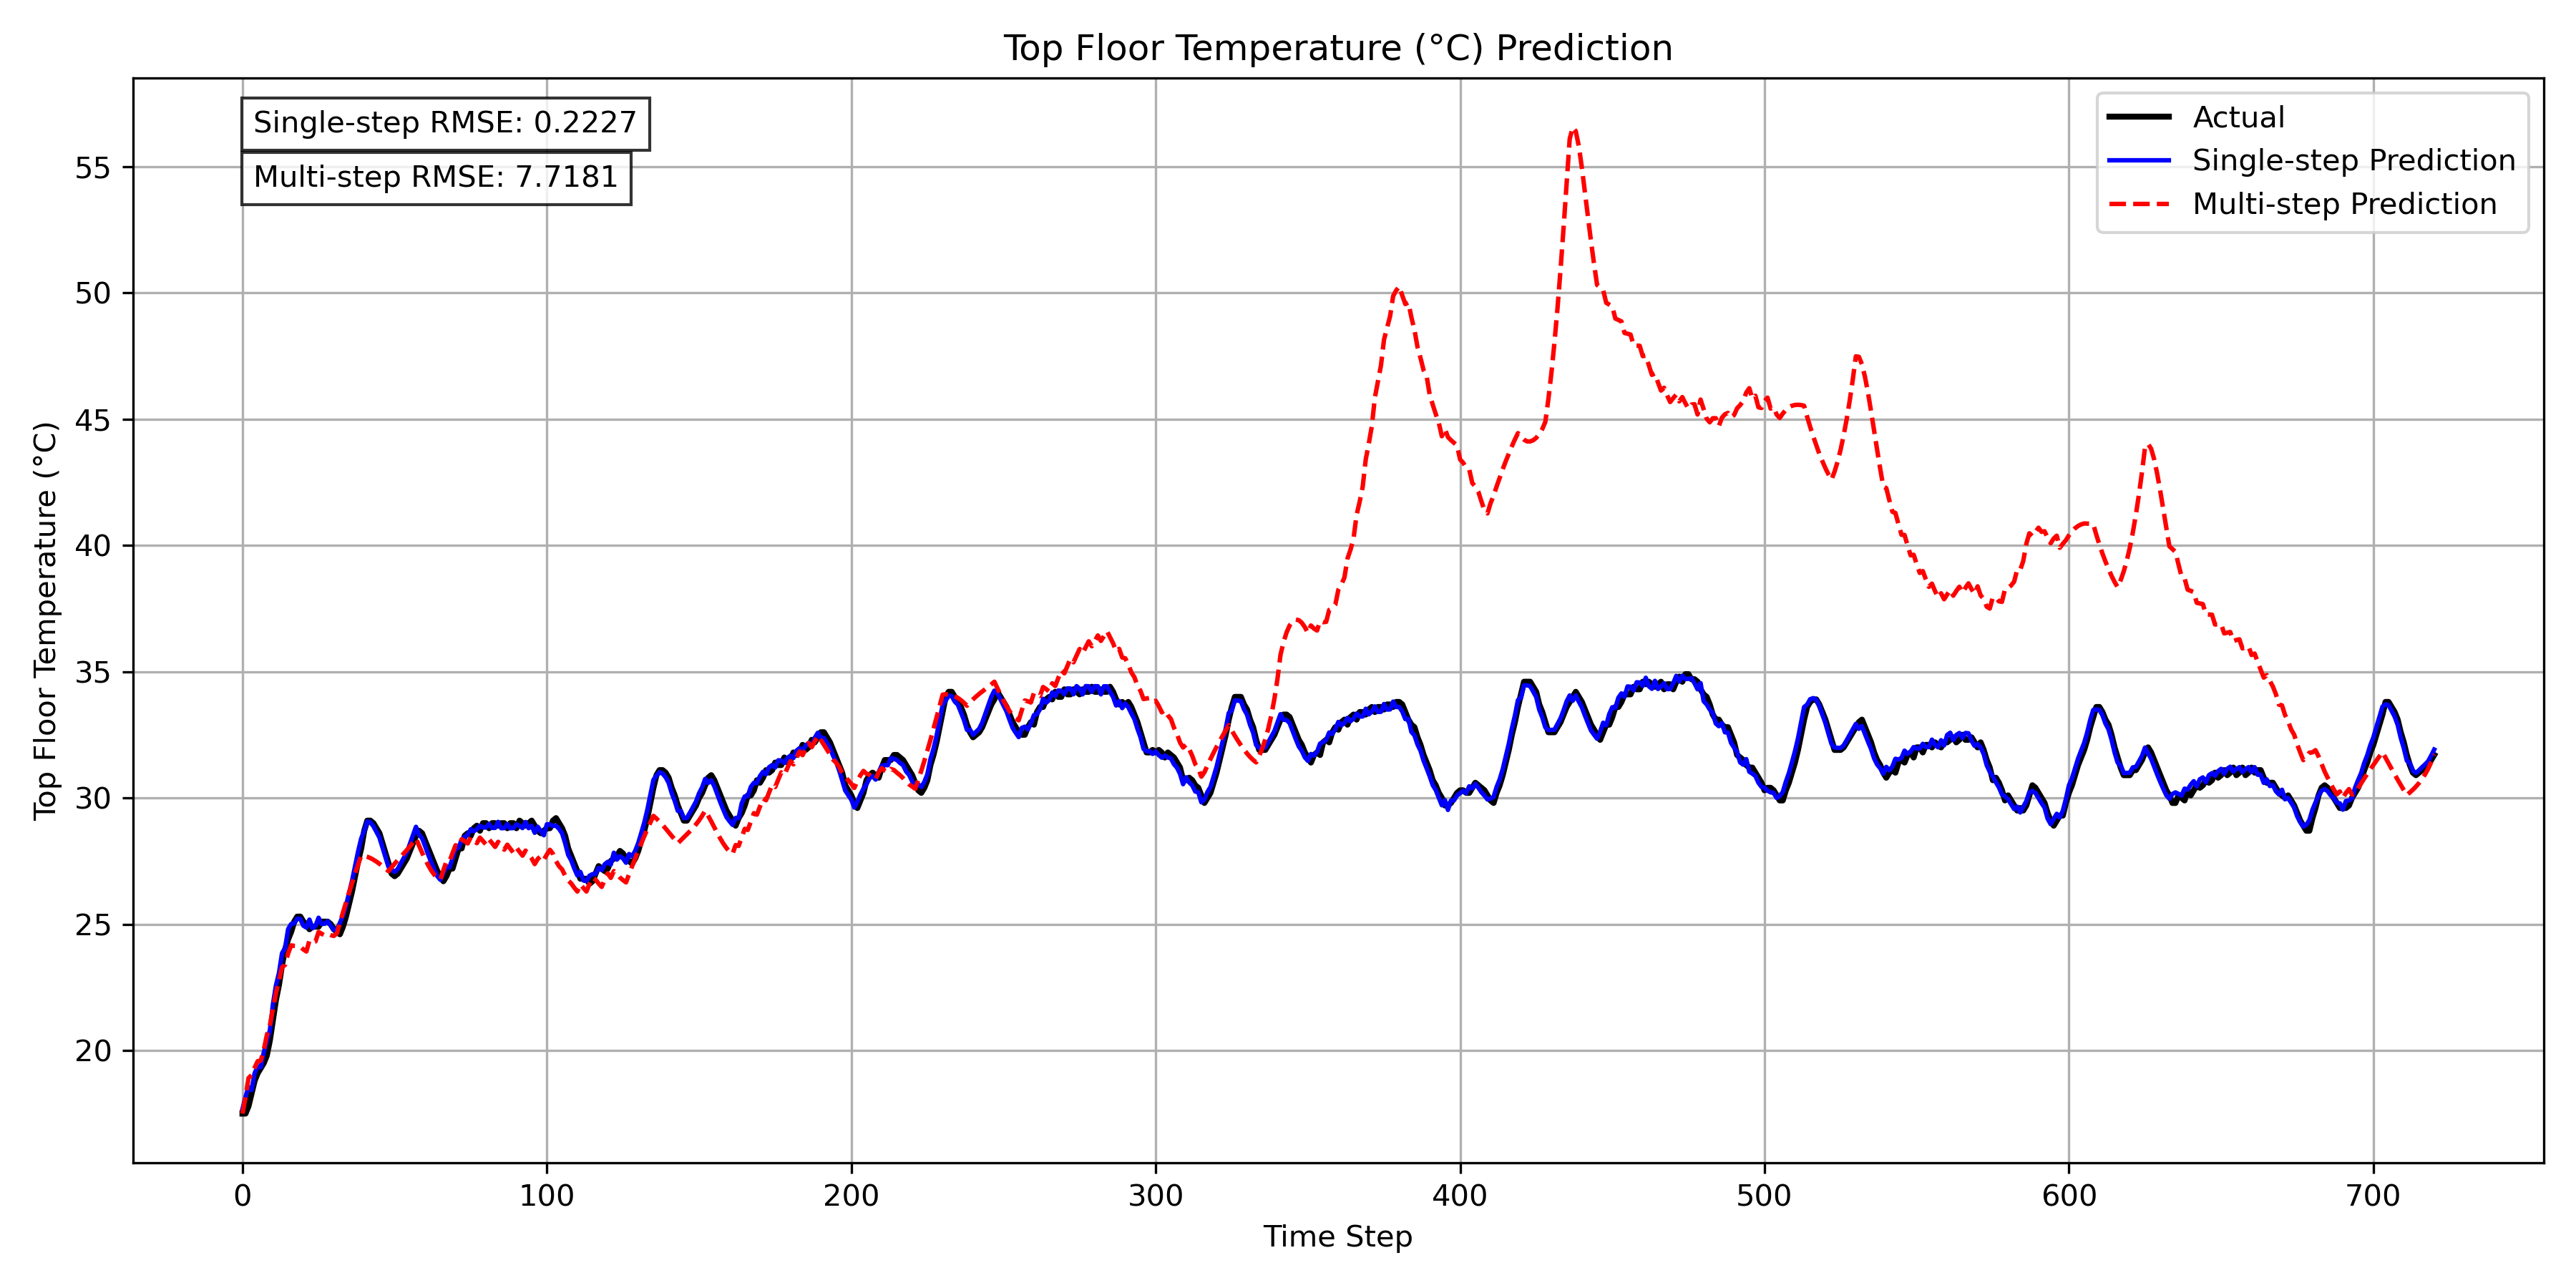 Top Floor Temperature (°C) Prediction
Single-step RMSE: 0.2227
Multi-step RMSE: 7.7181
Actual
Single-step Prediction
Multi-step Prediction
Top Floor Temperature (°C)
55
50
45
40
35
30
25
20
0 100 200 300 400 500 600 700
Time Step